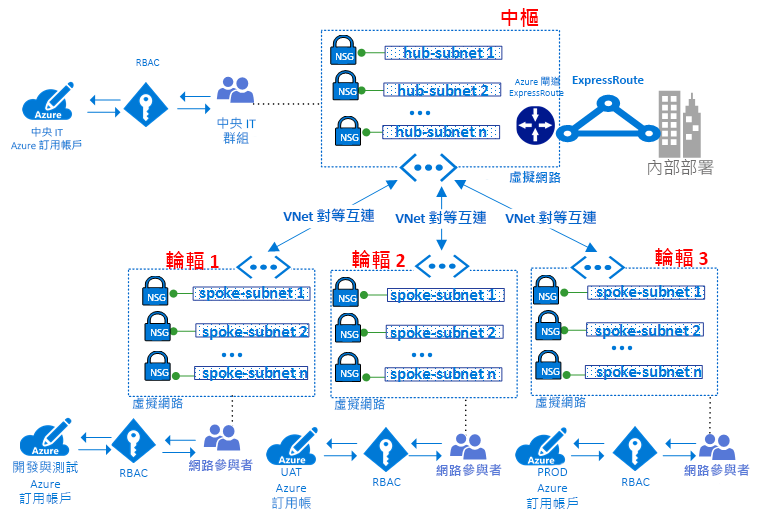 中樞
NSG
hub-subnet 1
NSG
hub-subnet 2
...
NSG
hub-subnet n
虛擬網路
RBAC
Azure
中央 IT
Azure 訂用帳戶
中央 IT
群組
Azure 閘道
ExpressRoute
ExpressRoute
內部部署
VNet 對等互連
VNet 對等互連
VNet 對等互連
輪輻 1
NSG
spoke-subnet 1
NSG
spoke-subnet 2
...
NSG
spoke-subnet n
虛擬網路
輪輻 2
NSG
spoke-subnet 1
NSG
spoke-subnet 2
...
NSG
spoke-subnet n
虛擬網路
輪輻 3
NSG
spoke-subnet 1
NSG
spoke-subnet 2
...
NSG
spoke-subnet n
虛擬網路
Azure
開發與測試
Azure
訂用帳戶
RBAC
網路參與者
Azure
UAT
Azure
訂用帳
RBAC
網路參與者
Azure
PROD
Azure
訂用帳戶
RBAC
網路參與者